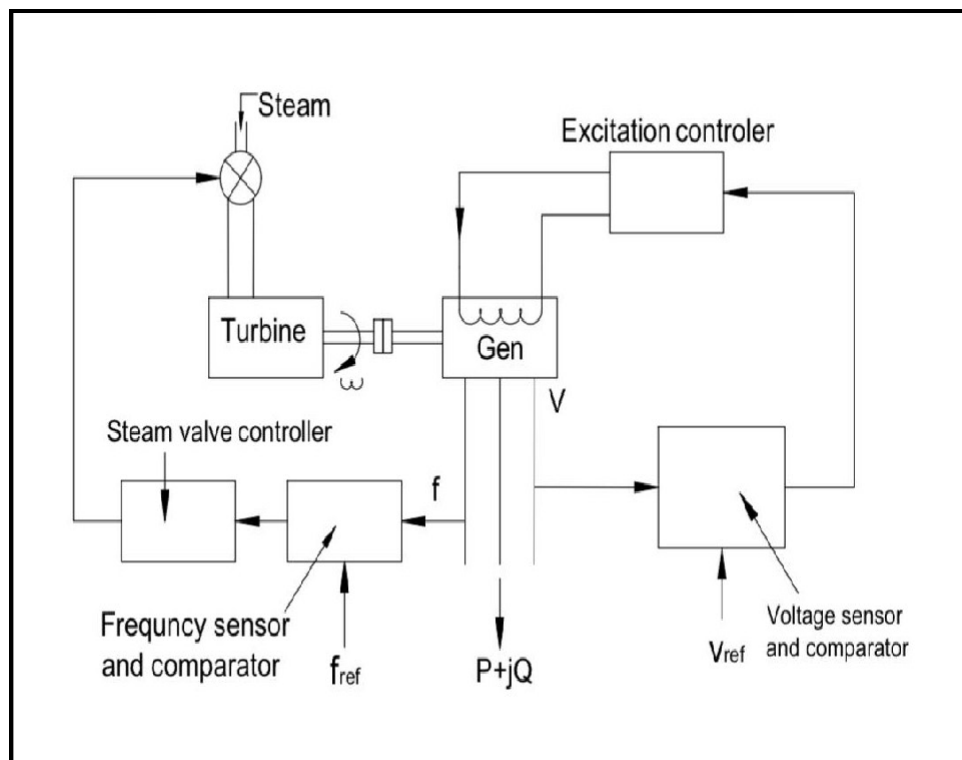 Steam
Excitation controler
Turbine
ω
Gen
V
Steam valve controller
f
Frequncy sensor
and comparator
fref
P+jQ
Vref
Voltage sensor
and comparator